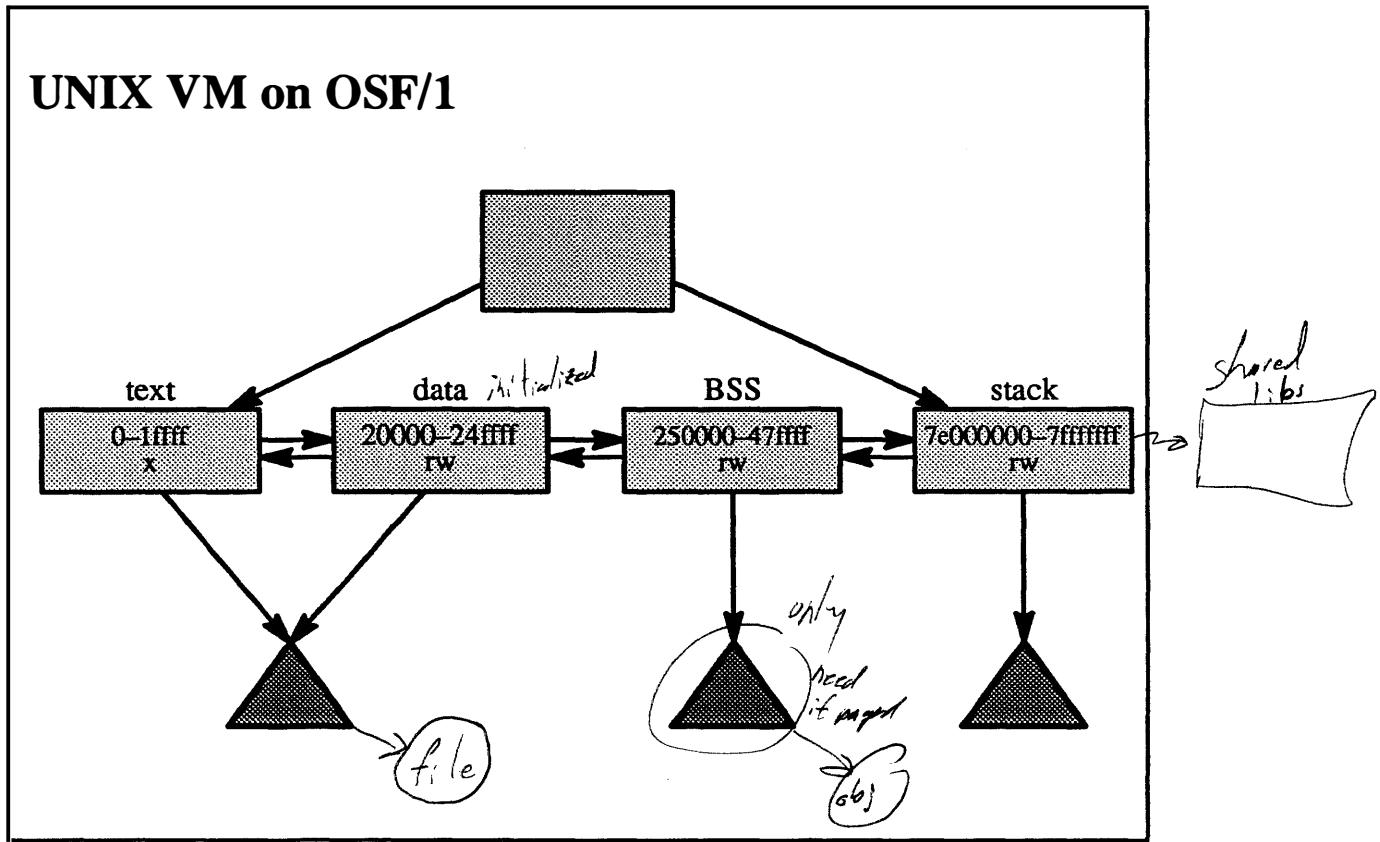 UNIX VM on OSF/1
shared
libs
text
data initialized
BSS
stack
0–1ffff
x
20000–24ffff
rw
250000–47ffff
rw
7e000000–7fffffff
rw
only
need
if paged
file
obj